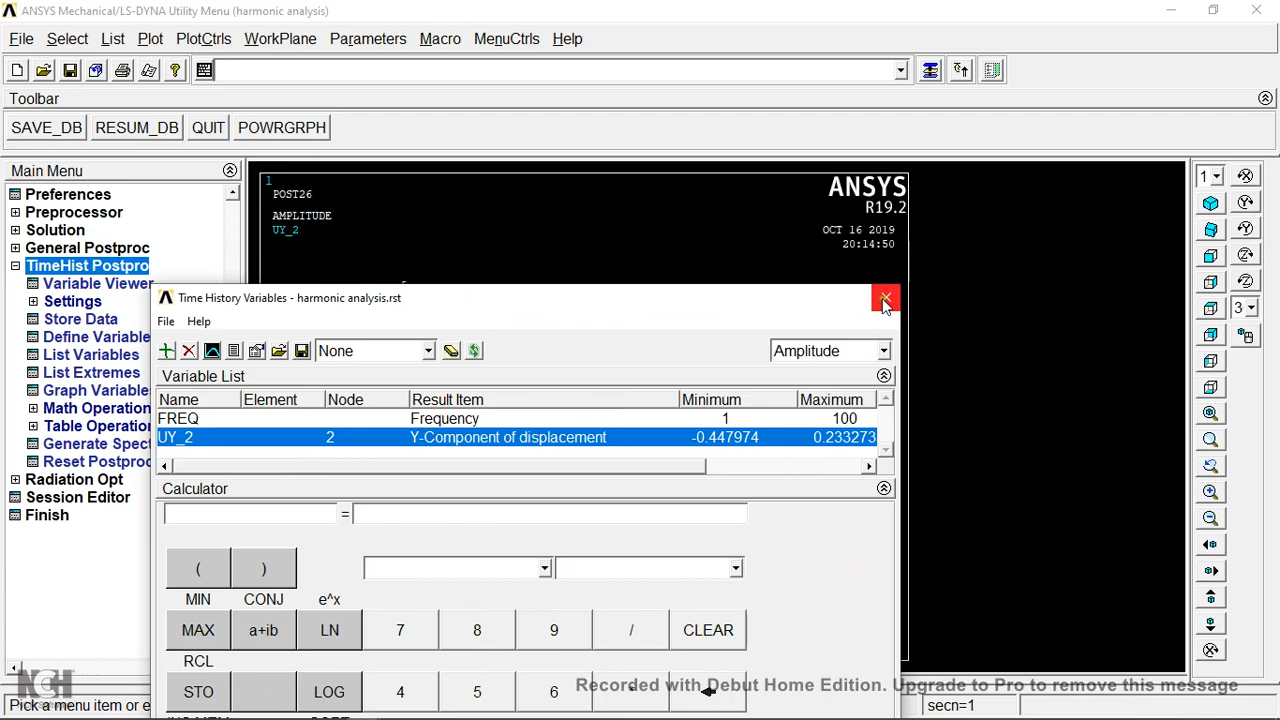 ANSYS Mechanical/LS-DYNA Utility Menu (harmonic analysis)
File Select List Plot PlotCtrls WorkPlane Parameters Macro MenuCtrls Help
Toolbar
SAVE_DB RESUM_DB QUIT POWRGRPH
Main Menu
Preferences
Preprocessor
Solution
General Postproc
TimeHist Postpro
Variable Viewer
Settings
Store Data
Define Variable
List Variables
List Extremes
Graph Variables
Math Operation
Table Operation
Generate Spect
Reset Postproc
Radiation Opt
Session Editor
Finish
1
POST26
AMPLITUDE
UY_2
ANSYS
R19.2
OCT 16 2019
20:14:50
1
3
Time History Variables - harmonic analysis.rst
File Help
None Amplitude
Variable List
Name Element Node Result Item Minimum Maximum
FREQ Frequency 1 100
UY_2 2 Y-Component of displacement -0.447974 0.233273
Calculator
=
( )
MIN CONJ e^x
MAX a+ib LN 7 8 9 / CLEAR
RCL
STO LOG 4 5 6
Recorded with Debut Home Edition. Upgrade to Pro to remove this message
NCH
Pick a menu item or e
secn=1